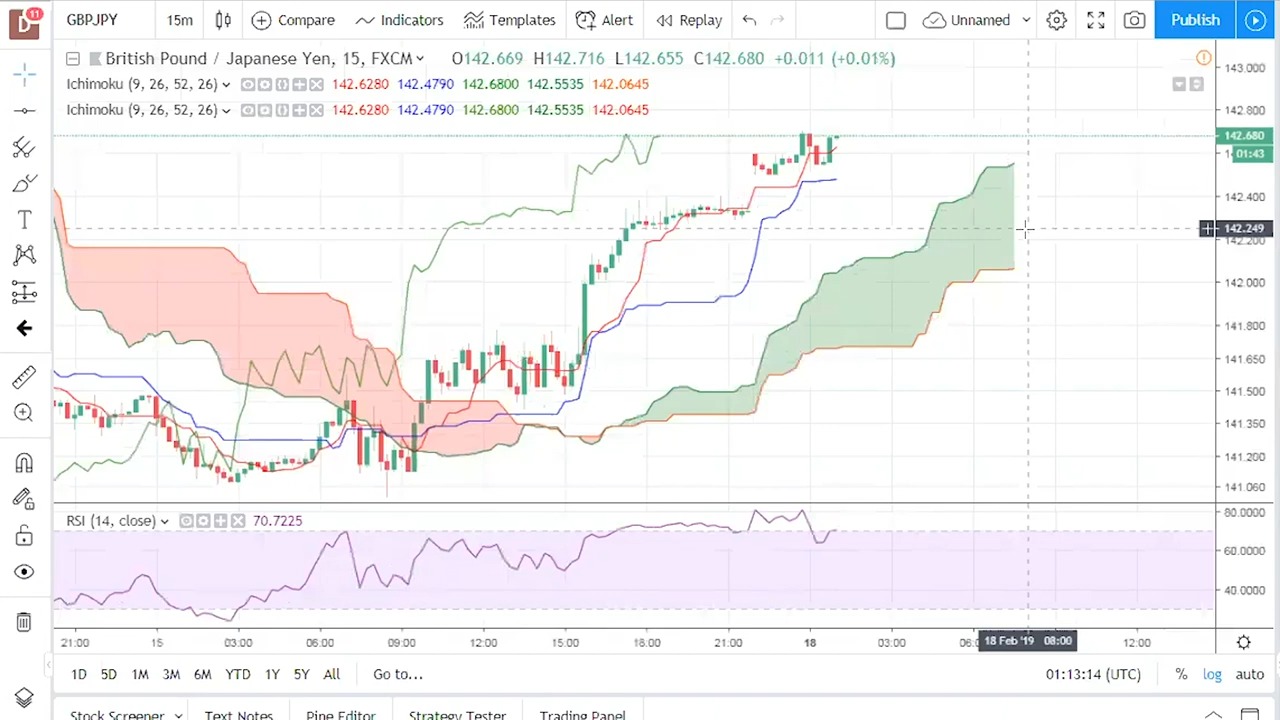 D 11 GBPJPY 15m Compare Indicators Templates Alert Replay Unnamed Publish
British Pound / Japanese Yen, 15, FXCM O142.669 H142.716 L142.655 C142.680 +0.011 (+0.01%)
Ichimoku (9, 26, 52, 26) 142.6280 142.4790 142.6800 142.5535 142.0645
Ichimoku (9, 26, 52, 26) 142.6280 142.4790 142.6800 142.5535 142.0645
143.000
142.800
142.680
01:43
142.400
142.249
142.200
142.000
141.800
141.650
141.500
141.350
141.200
141.060
RSI (14, close) 70.7225
80.0000
60.0000
40.0000
21:00 15 03:00 06:00 09:00 12:00 15:00 18:00 21:00 18 03:00 18 Feb '19 08:00 12:00
1D 5D 1M 3M 6M YTD 1Y 5Y All Go to... 01:13:14 (UTC) % log auto
Stock Screener Text Notes Pine Editor Strategy Tester Trading Panel